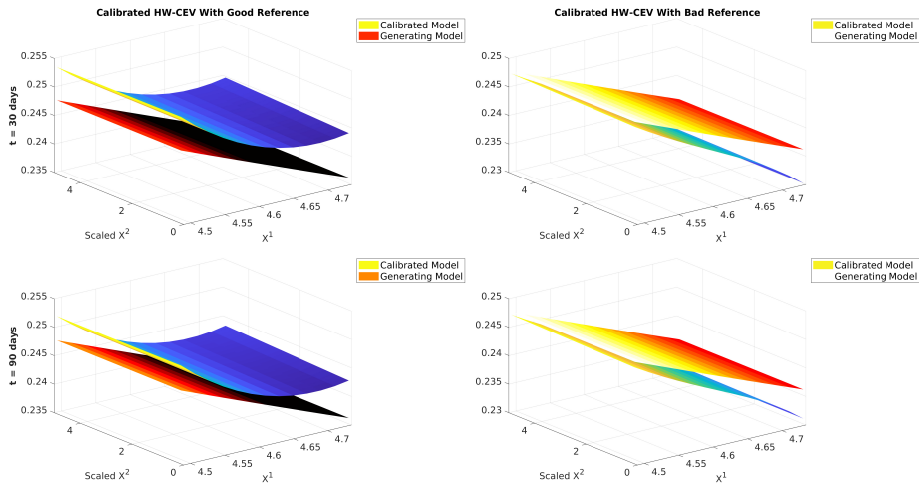 Calibrated HW-CEV With Good Reference
Calibrated Model
Generating Model
0.255
0.25
0.245
0.24
0.235
t = 30 days
4
2
0
Scaled X²
4.5
4.55
4.6
4.65
4.7
X¹
Calibrated HW-CEV With Bad Reference
Calibrated Model
Generating Model
0.25
0.245
0.24
0.235
0.23
4
2
0
Scaled X²
4.5
4.55
4.6
4.65
4.7
X¹
Calibrated Model
Generating Model
0.255
0.25
0.245
0.24
0.235
t = 90 days
4
2
0
Scaled X²
4.5
4.55
4.6
4.65
4.7
X¹
Calibrated Model
Generating Model
0.25
0.245
0.24
0.235
0.23
4
2
0
Scaled X²
4.5
4.55
4.6
4.65
4.7
X¹